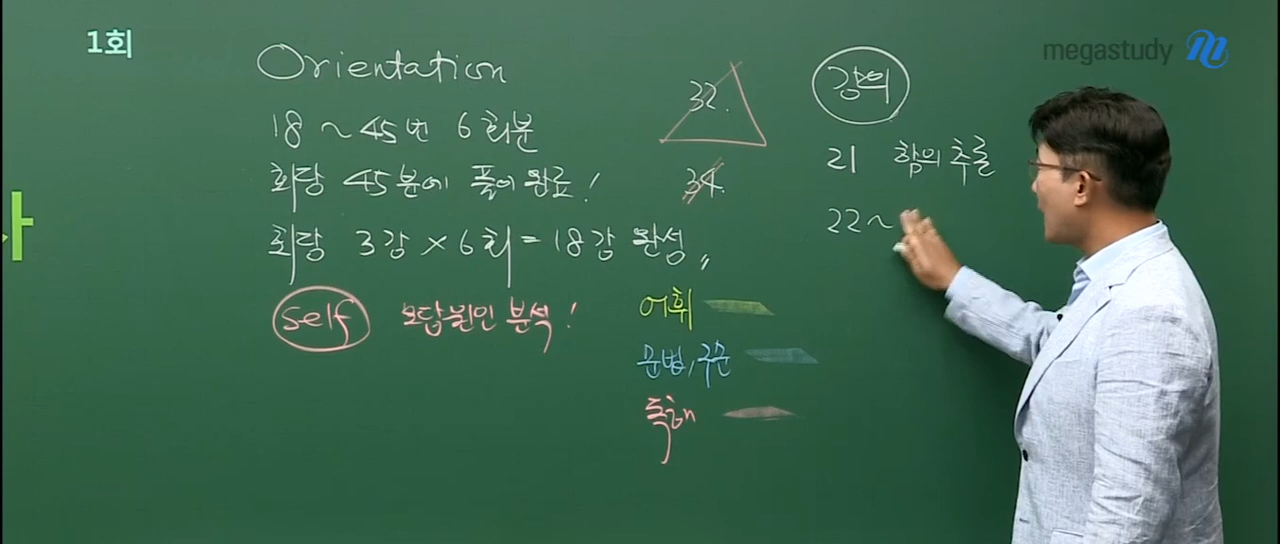 1회
megastudy
Orientation
18 ~ 45번 6회분
회당 45분에 풀이 완료!
회당 3강 × 6회 = 18강 완성
self 오답원인 분석!
32.
34.
어휘
문법, 구문
독해
강의
21 함의 추론
22~